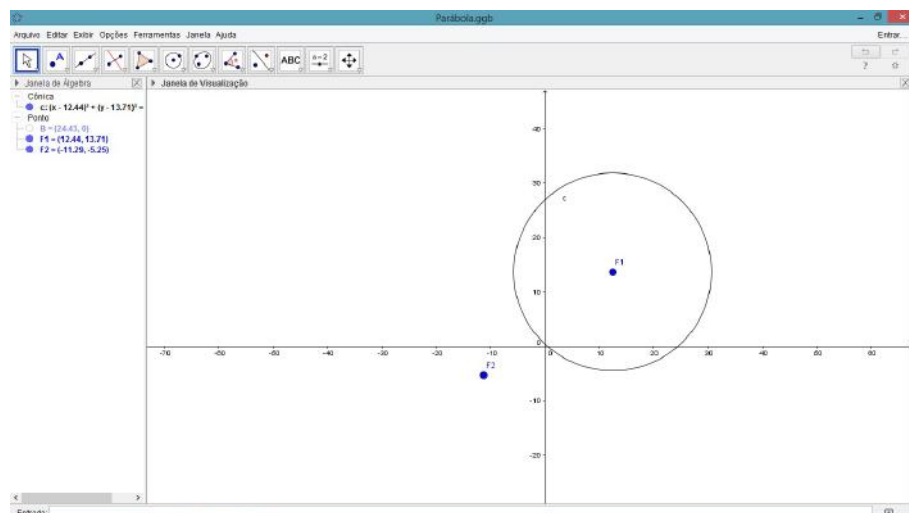 Parábola.ggb
Arquivo Editar Exibir Opções Ferramentas Janela Ajuda
Entrar...
ABC
a=2
Janela de Álgebra
Janela de Visualização
Cônica
c: (x - 12.44)² + (y - 13.71)² =
Ponto
B = (24.43, 0)
F1 = (12.44, 13.71)
F2 = (-11.29, -5.25)
40
30
c
20
F1
10
0
-70 -60 -50 -40 -30 -20 -10 0 10 20 30 40 50 60
F2
-10
-20
Entrada: